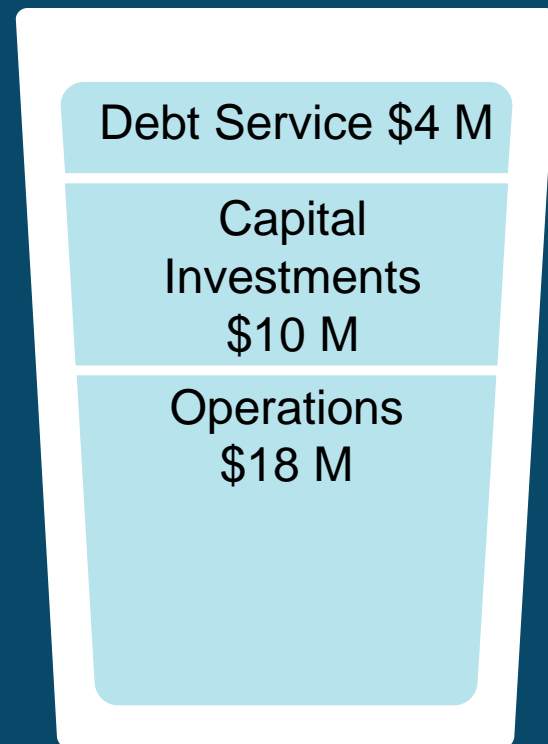 Debt Service $4 M
Capital
Investments
$10 M
Operations
$18 M